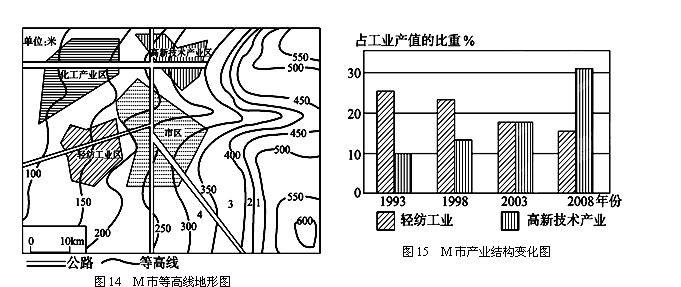 单位:米
高新技术产业区
化工产业区
市区
轻纺工业区
550
500
450
450
500
400
350
550
600
100
150
200
250
300
4
3
2
1
0
10km
公路
等高线
图14 M市等高线地形图
占工业产值的比重%
30
20
10
0
1993
1998
2003
2008年份
轻纺工业
高新技术产业
图15 M市产业结构变化图